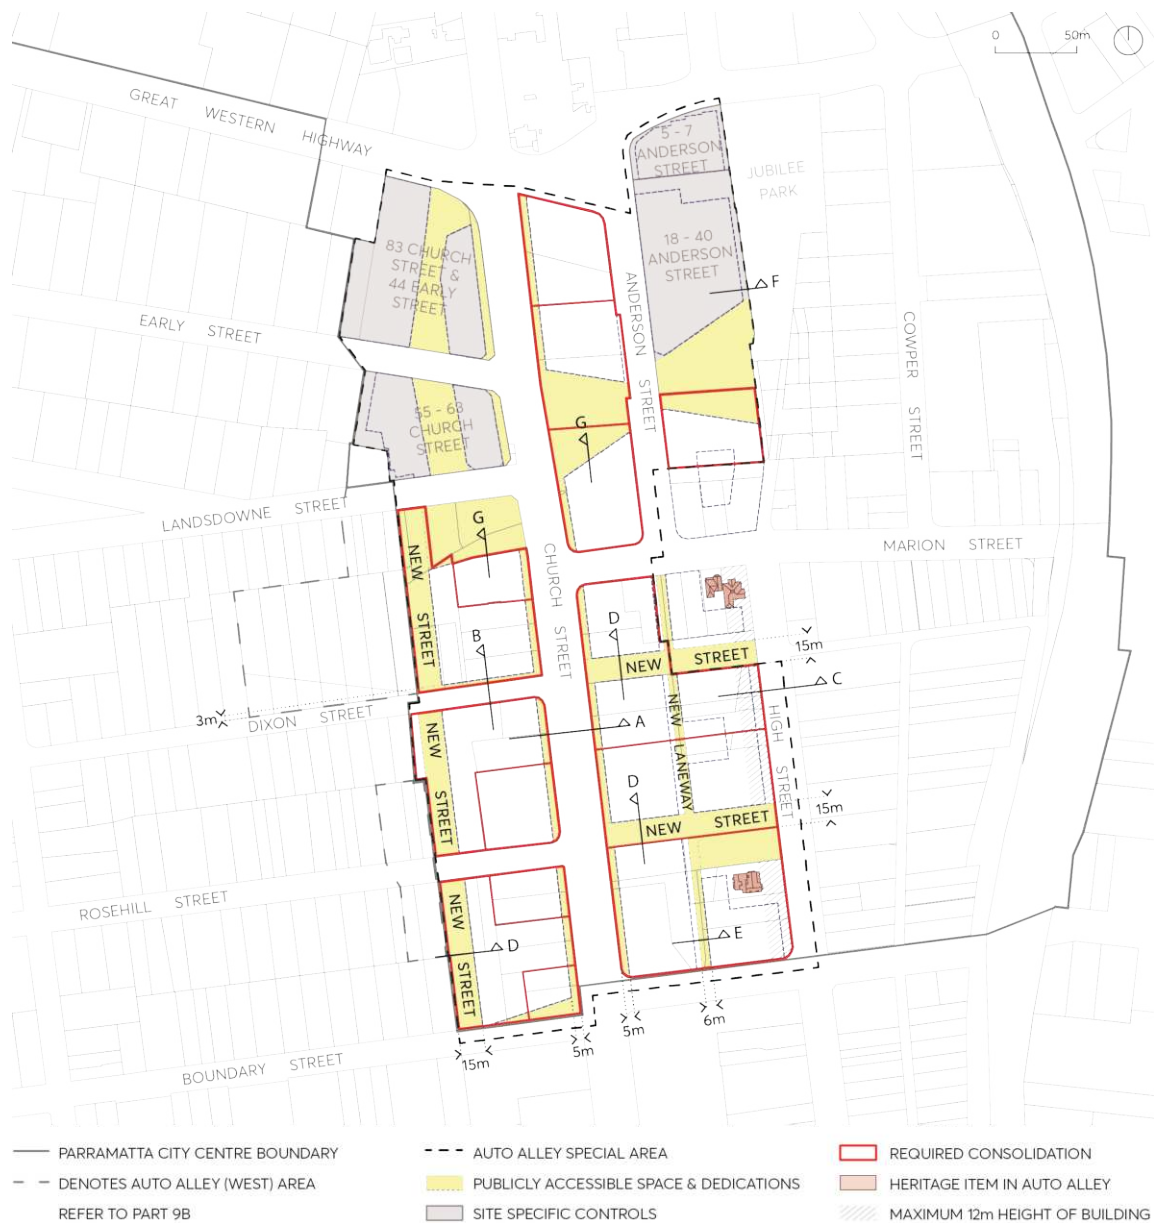 0 50m
GREAT WESTERN HIGHWAY
5 - 7
ANDERSON
STREET
JUBILEE
PARK
83 CHURCH
STREET &
44 EARLY
STREET
18 - 40
ANDERSON
STREET
F
ANDERSON STREET
EARLY STREET
COWPER STREET
55 - 63
CHURCH
STREET
G
LANDSDOWNE STREET
G
MARION STREET
NEW STREET
CHURCH STREET
B
D
15m
NEW STREET
C
3m
DIXON STREET
NEW STREET
A
NEW LANEWAY
HIGH STREET
D
15m
NEW STREET
ROSEHILL STREET
NEW STREET
D
E
5m
6m
15m
5m
BOUNDARY STREET
PARRAMATTA CITY CENTRE BOUNDARY
DENOTES AUTO ALLEY (WEST) AREA
REFER TO PART 9B
AUTO ALLEY SPECIAL AREA
PUBLICLY ACCESSIBLE SPACE & DEDICATIONS
SITE SPECIFIC CONTROLS
REQUIRED CONSOLIDATION
HERITAGE ITEM IN AUTO ALLEY
MAXIMUM 12m HEIGHT OF BUILDING